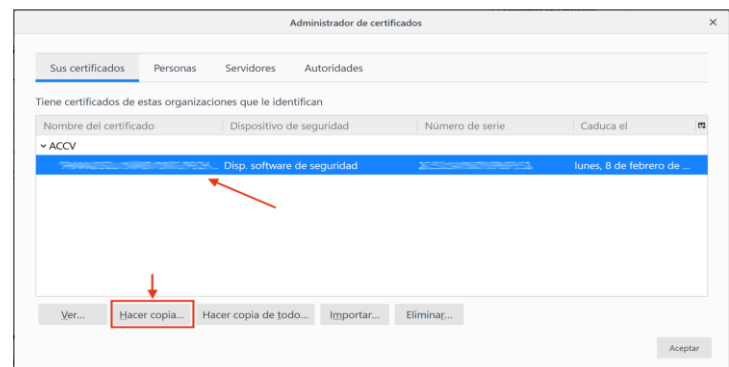 Administrador de certificados
Sus certificados Personas Servidores Autoridades
Tiene certificados de estas organizaciones que le identifican
Nombre del certificado Dispositivo de seguridad Número de serie Caduca el
ACCV
... Disp. software de seguridad lunes, 8 de febrero de ...
Ver... Hacer copia... Hacer copia de todo... Importar... Eliminar...
Aceptar